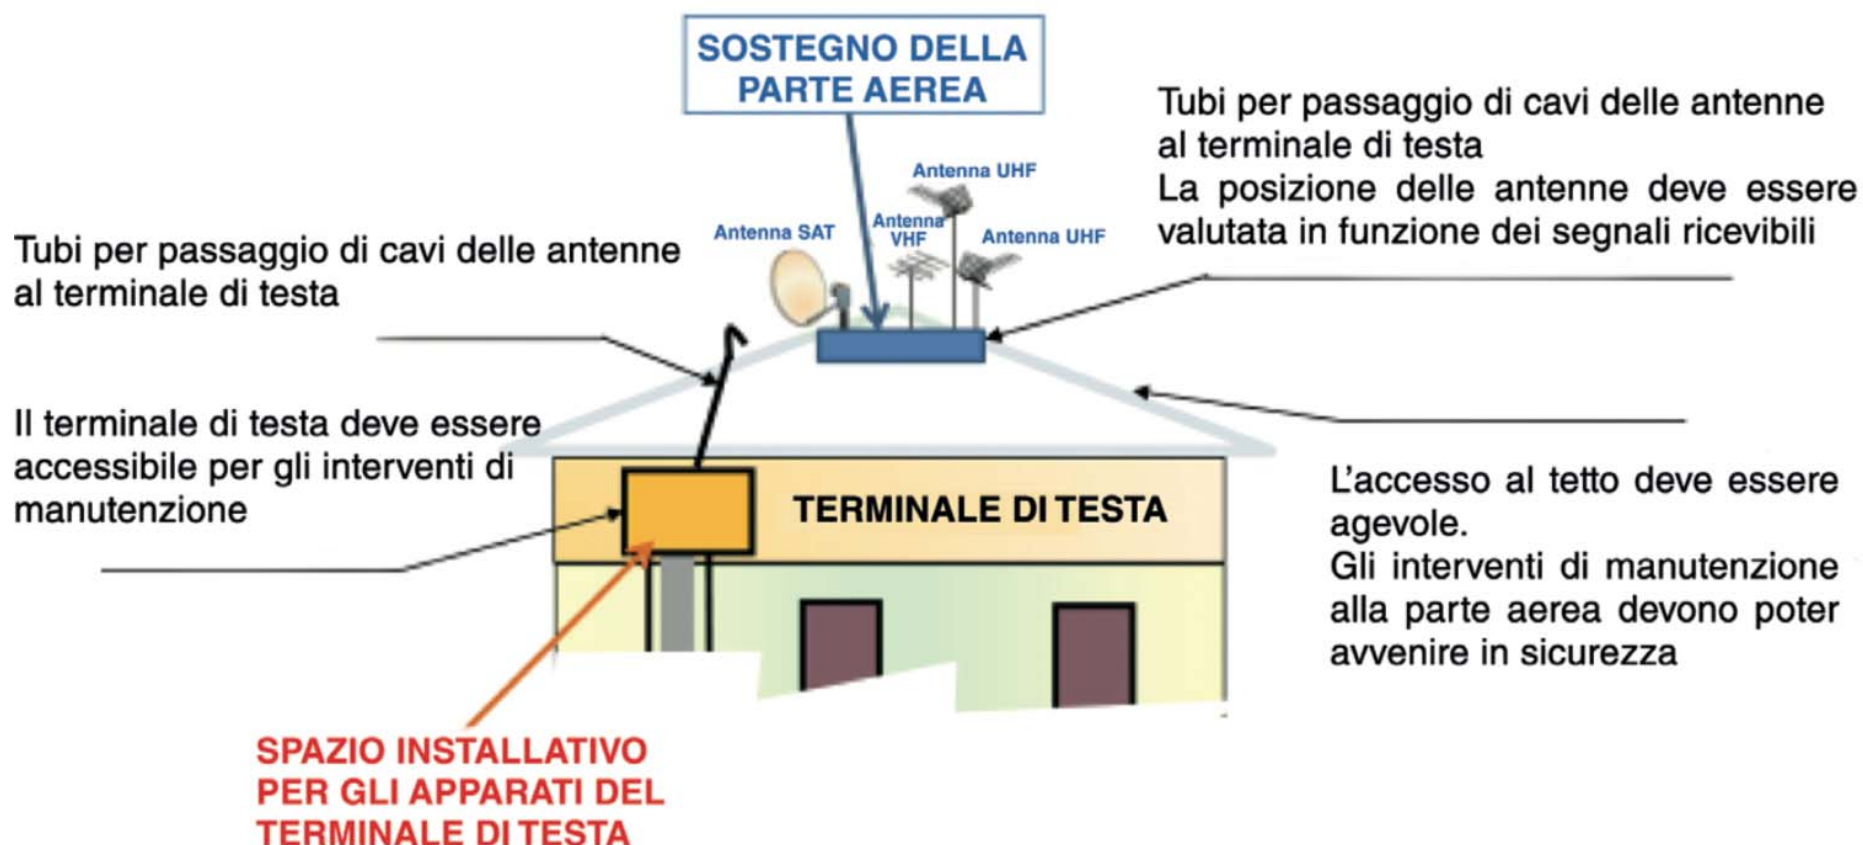 SOSTEGNO DELLA
PARTE AEREA
Tubi per passaggio di cavi delle antenne
al terminale di testa
La posizione delle antenne deve essere
valutata in funzione dei segnali ricevibili
Antenna UHF
Antenna SAT
Antenna
VHF
Antenna UHF
Tubi per passaggio di cavi delle antenne
al terminale di testa
Il terminale di testa deve essere
accessibile per gli interventi di
manutenzione
TERMINALE DI TESTA
L'accesso al tetto deve essere
agevole.
Gli interventi di manutenzione
alla parte aerea devono poter
avvenire in sicurezza
SPAZIO INSTALLATIVO
PER GLI APPARATI DEL
TERMINALE DI TESTA